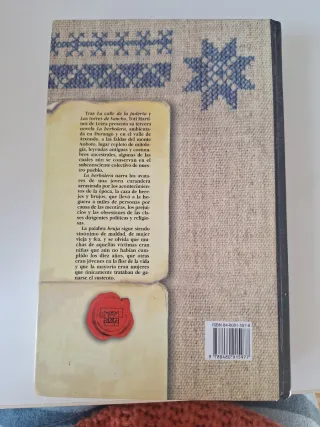 Tras La calle de la judería y
Las torres de Sancho, Toti Martí-
nez de Lezea presenta su tercera
novela La herbolera, ambienta-
da en Durango y en el valle de
Atxondo, a las faldas del monte
Anboto, lugar repleto de mitolo-
gía, leyendas antiguas y costum-
bres ancestrales, algunas de las
cuales aún se conservan en el
subconsciente colectivo de nues-
tro pueblo.
La herbolera narra los avata-
res de una joven curandera
arrastrada por los acontecimien-
tos de la época, la caza de bru-
jas y brujos, que llevó a la ho-
guera a miles de personas por
causa de las mentiras, los prejui-
cios y las obsesiones de las cla-
ses dirigentes políticas y religio-
sas.
La palabra bruja sigue siendo
sinónimo de maldad, de mujer
vieja y fea, y se olvida que mu-
chas de aquellas víctimas eran
niñas que aún no habían cum-
plido los diez años, que otras
eran jóvenes en la flor de la vida
y que la mayoría eran mujeres
que únicamente trataban de ga-
narse el sustento.